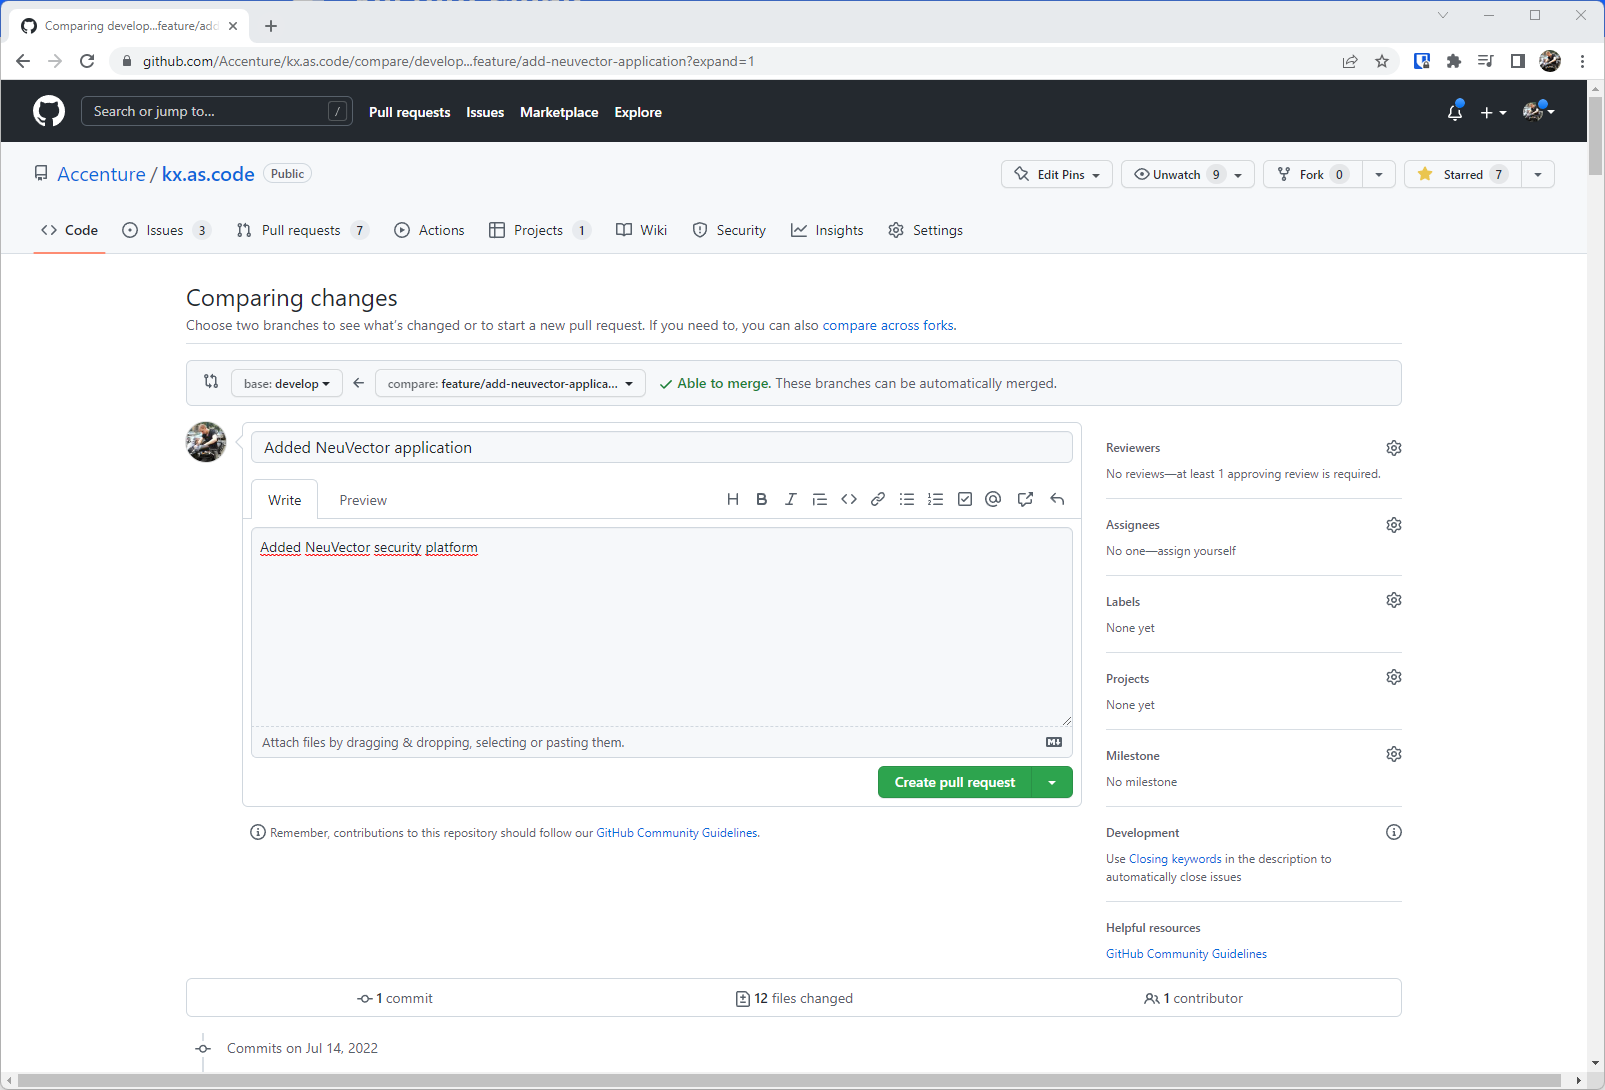 Comparing develop...feature/add
github.com/Accenture/kx.as.code/compare/develop...feature/add-neuvector-application?expand=1
Search or jump to... /
Pull requests Issues Marketplace Explore
Accenture / kx.as.code Public
Edit Pins Unwatch 9 Fork 0 Starred 7
Code Issues 3 Pull requests 7 Actions Projects 1 Wiki Security Insights Settings
Comparing changes
Choose two branches to see what's changed or to start a new pull request. If you need to, you can also compare across forks.
base: develop compare: feature/add-neuvector-applica... Able to merge. These branches can be automatically merged.
Added NeuVector application
Write Preview
Added NeuVector security platform
Attach files by dragging & dropping, selecting or pasting them.
Create pull request
Remember, contributions to this repository should follow our GitHub Community Guidelines.
Reviewers
No reviews—at least 1 approving review is required.
Assignees
No one—assign yourself
Labels
None yet
Projects
None yet
Milestone
No milestone
Development
Use Closing keywords in the description to
automatically close issues
Helpful resources
GitHub Community Guidelines
1 commit 12 files changed 1 contributor
Commits on Jul 14, 2022